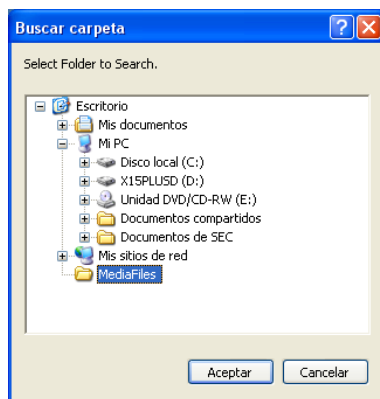 Buscar carpeta
Select Folder to Search.
Escritorio
Mis documentos
Mi PC
Disco local (C:)
X15PLUSD (D:)
Unidad DVD/CD-RW (E:)
Documentos compartidos
Documentos de SEC
Mis sitios de red
MediaFiles
Aceptar Cancelar